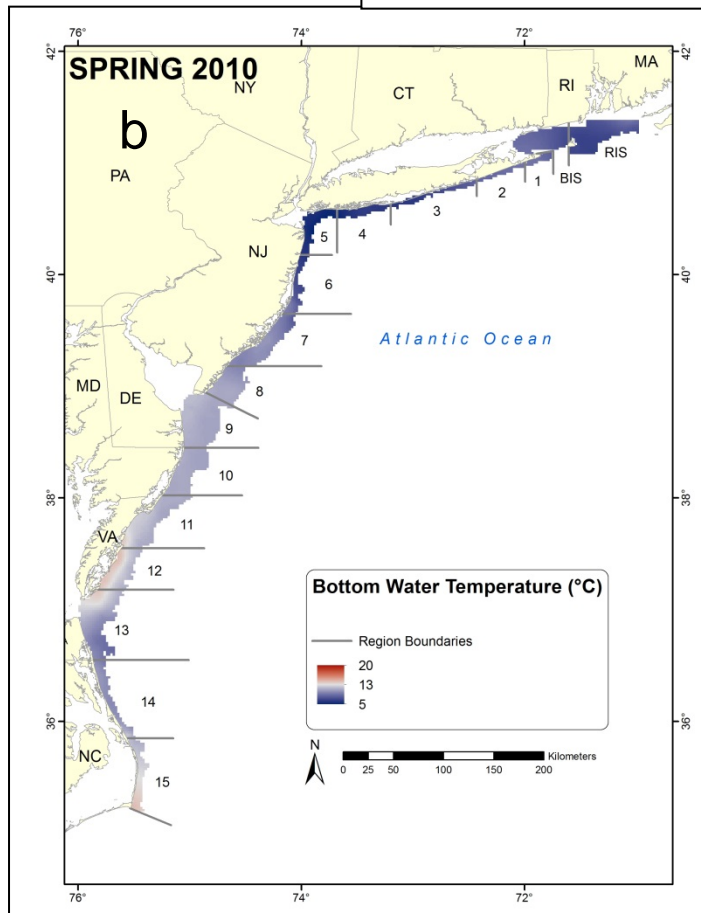 76° 74° 72°
42° 42°
SPRING 2010
b
NY
CT
RI
MA
PA
RIS
BIS
1
2
3
4
5
NJ
40° 40°
6
7
Atlantic Ocean
8
MD
DE
9
10
38° 38°
11
VA
12
13
14
36° 36°
NC
15
Bottom Water Temperature (°C)
Region Boundaries
20
13
5
N
Kilometers
0 25 50 100 150 200
76° 74° 72°